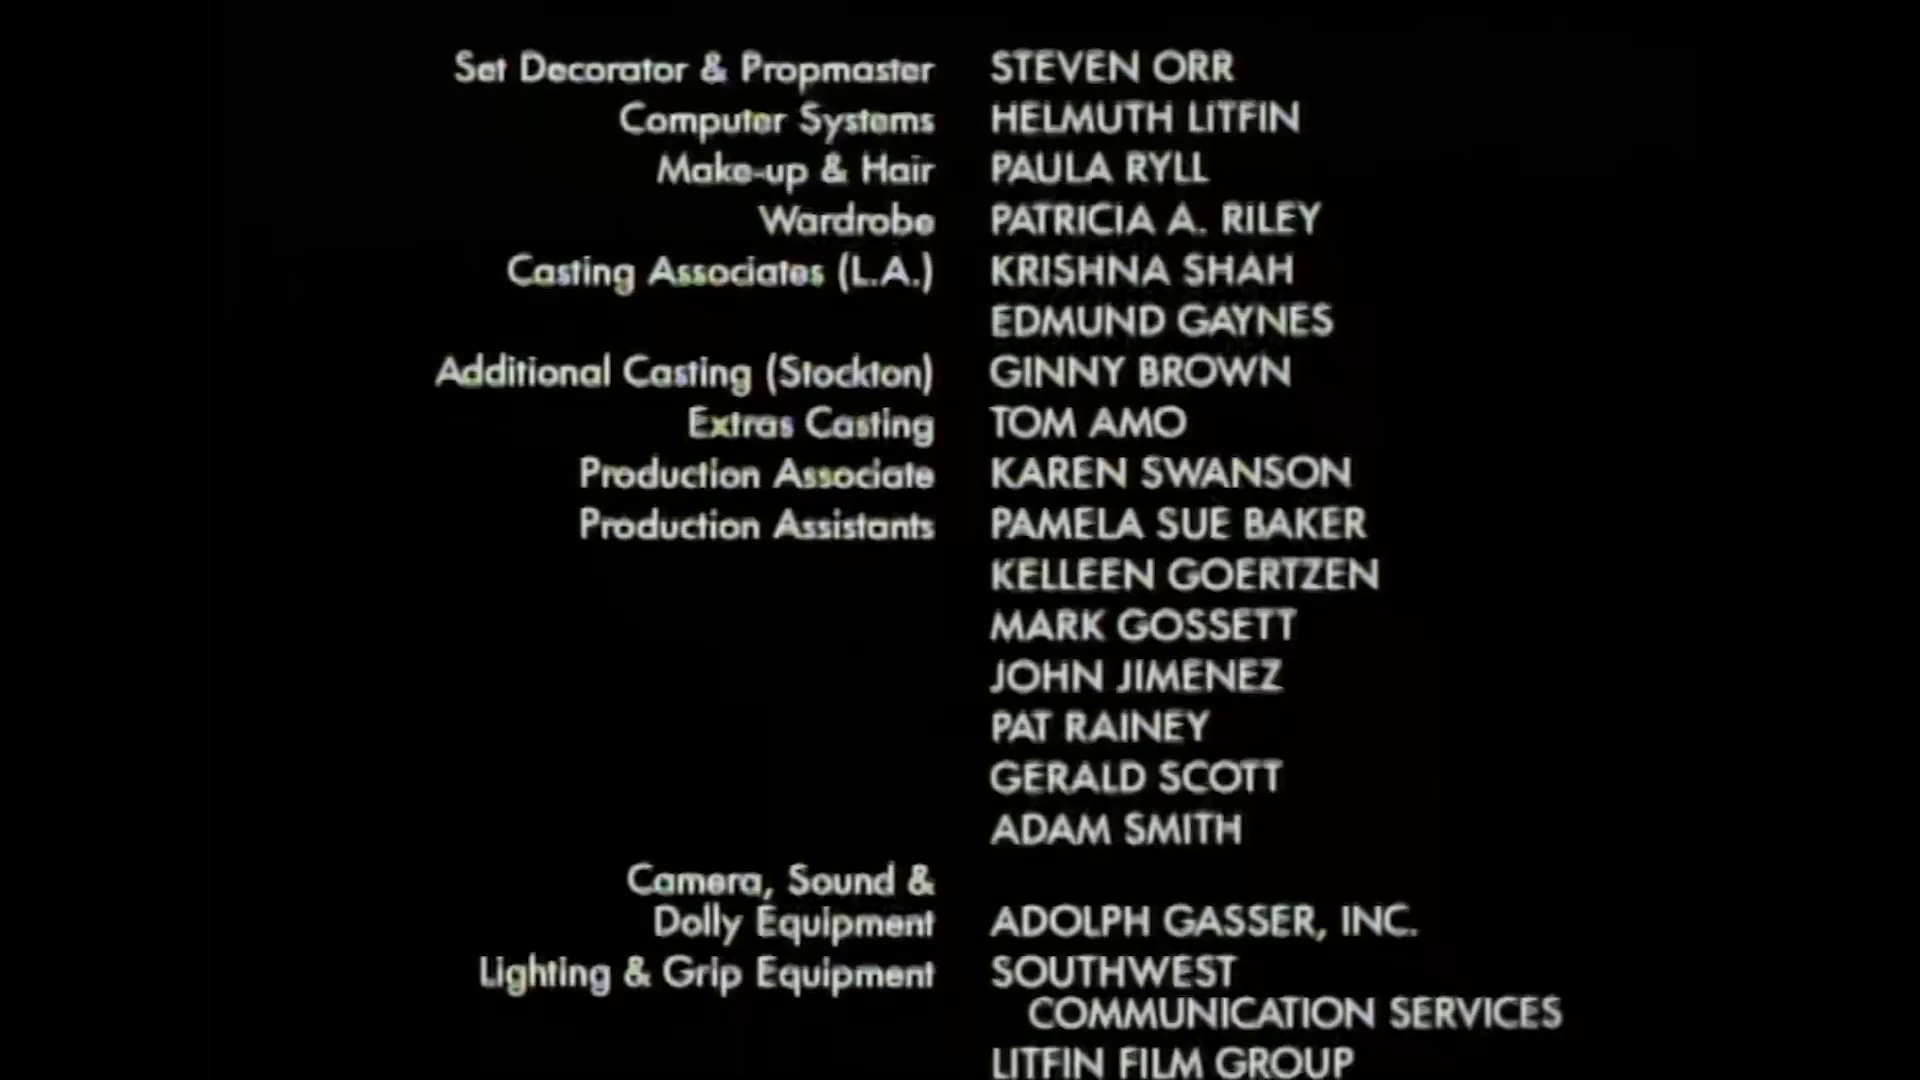 Set Decorator & Propmaster STEVEN ORR
Computer Systems HELMUTH LITFIN
Make-up & Hair PAULA RYLL
Wardrobe PATRICIA A. RILEY
Casting Associates (L.A.) KRISHNA SHAH
EDMUND GAYNES
Additional Casting (Stockton) GINNY BROWN
Extras Casting TOM AMO
Production Associate KAREN SWANSON
Production Assistants PAMELA SUE BAKER
KELLEEN GOERTZEN
MARK GOSSETT
JOHN JIMENEZ
PAT RAINEY
GERALD SCOTT
ADAM SMITH
Camera, Sound &
Dolly Equipment ADOLPH GASSER, INC.
Lighting & Grip Equipment SOUTHWEST
COMMUNICATION SERVICES
LITFIN FILM GROUP